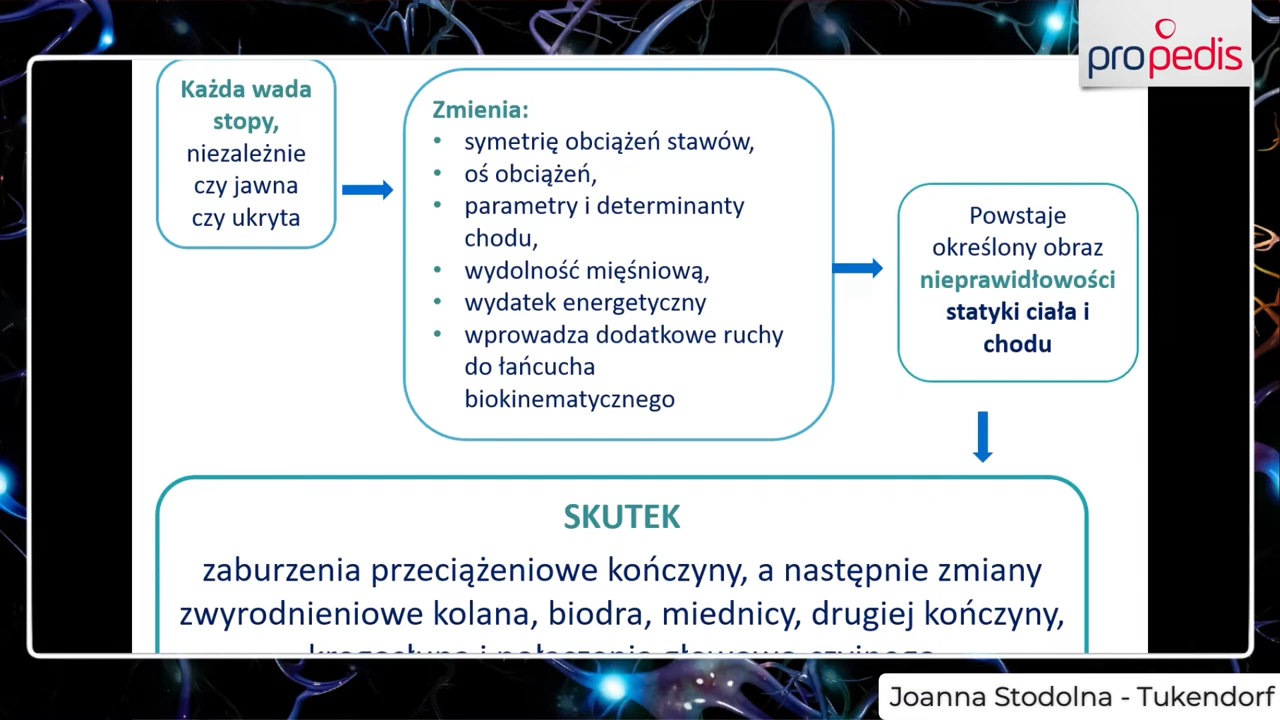 propedis
Każda wada
stopy,
niezależnie
czy jawna
czy ukryta
Zmienia:
• symetrię obciążeń stawów,
• oś obciążeń,
• parametry i determinanty
chodu,
• wydolność mięśniową,
• wydatek energetyczny
• wprowadza dodatkowe ruchy
do łańcucha
biokinematycznego
Powstaje
określony obraz
nieprawidłowości
statyki ciała i
chodu
SKUTEK
zaburzenia przeciążeniowe kończyny, a następnie zmiany
zwyrodnieniowe kolana, biodra, miednicy, drugiej kończyny,
Joanna Stodolna - Tukendorf